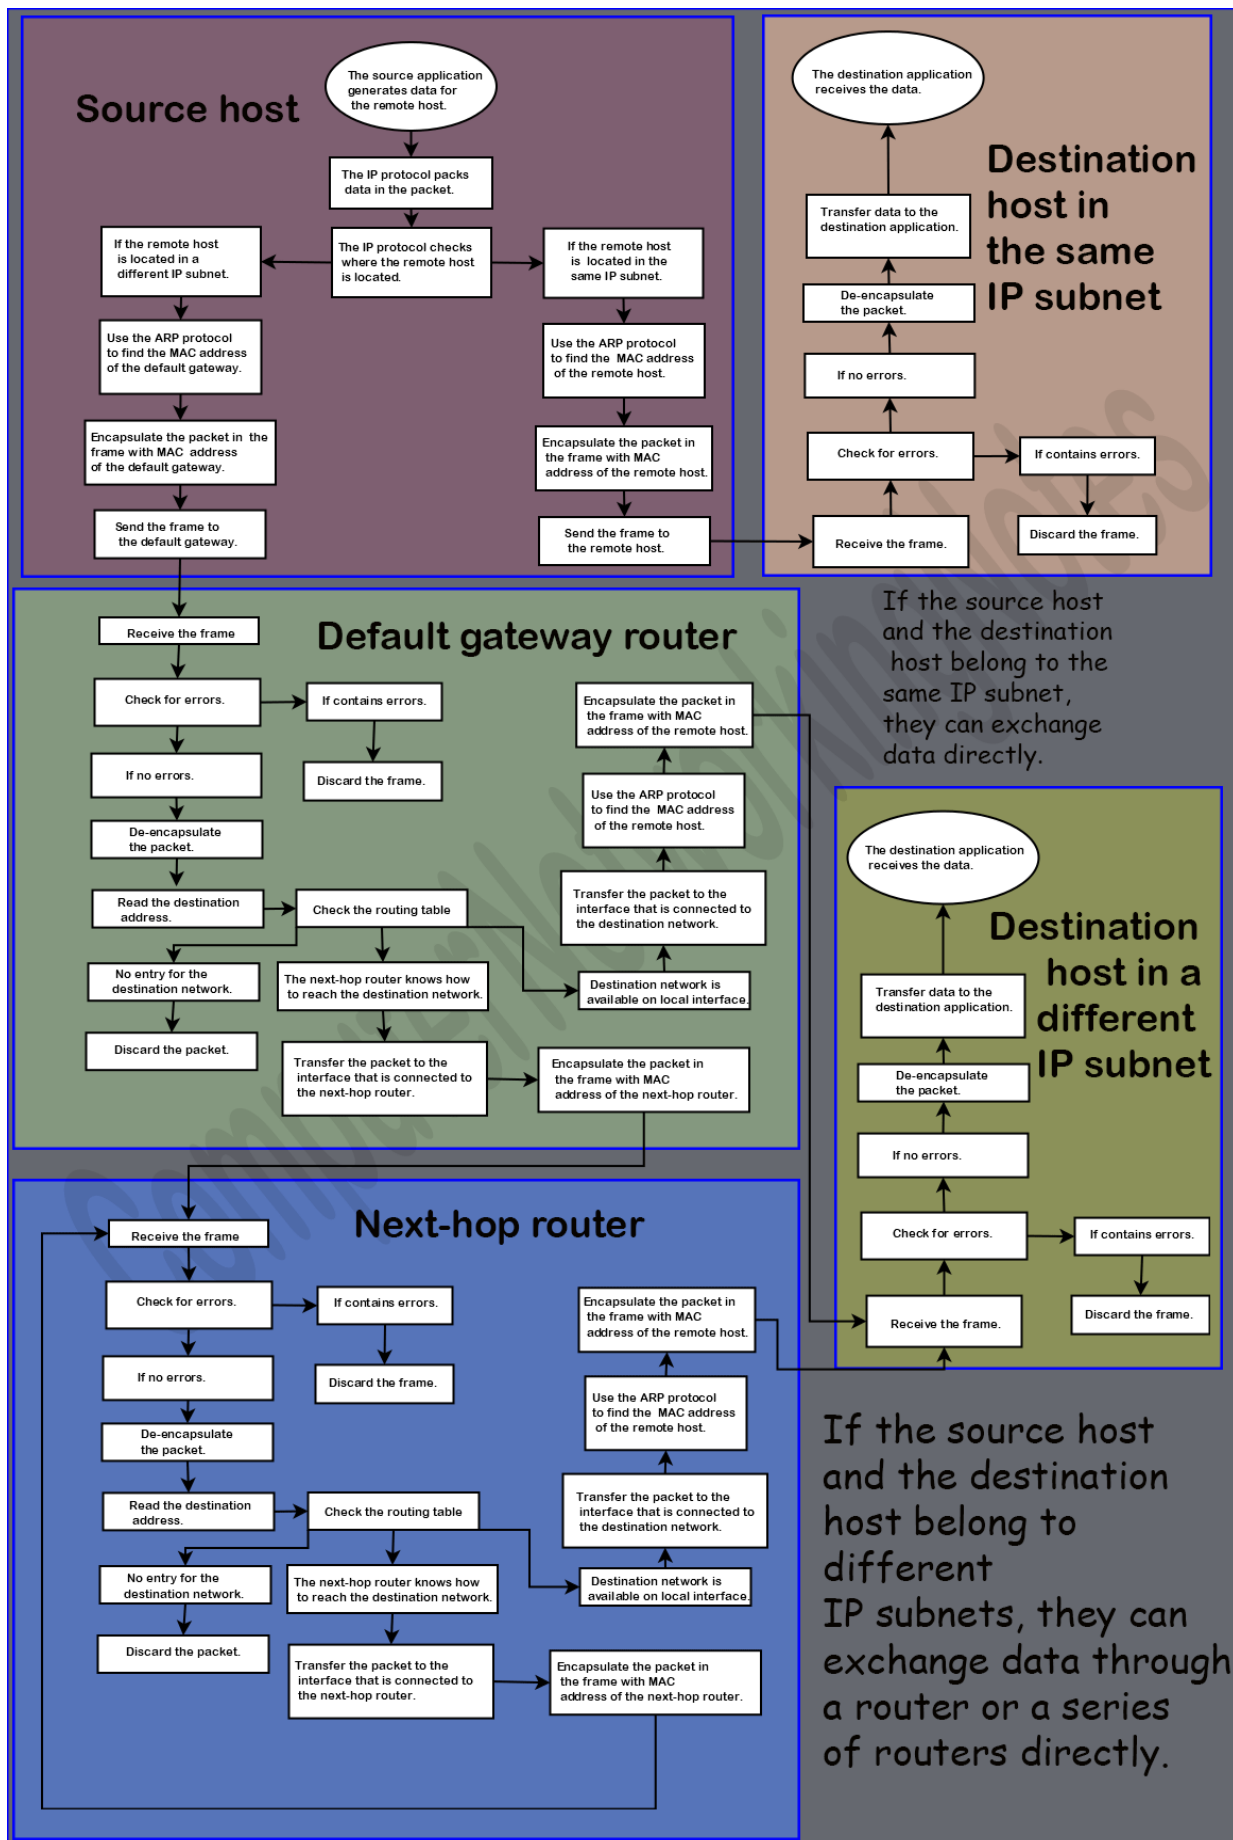 Source host
The source application
generates data for
the remote host.
The IP protocol packs
data in the packet.
The IP protocol checks
where the remote host
is located.
If the remote host
is located in a
different IP subnet.
Use the ARP protocol
to find the MAC address
of the default gateway.
Encapsulate the packet in the
frame with MAC address
of the default gateway.
Send the frame to
the default gateway.
If the remote host
is located in the
same IP subnet.
Use the ARP protocol
to find the MAC address
of the remote host.
Encapsulate the packet in
the frame with MAC
address of the remote host.
Send the frame to
the remote host.
The destination application
receives the data.
Destination
host in
the same
IP subnet
Transfer data to the
destination application.
De-encapsulate
the packet.
If no errors.
Check for errors.
If contains errors.
Discard the frame.
Receive the frame.
If the source host
and the destination
host belong to the
same IP subnet,
they can exchange
data directly.
Default gateway router
Receive the frame
Check for errors.
If contains errors.
Discard the frame.
If no errors.
De-encapsulate
the packet.
Read the destination
address.
Check the routing table
No entry for the
destination network.
Discard the packet.
The next-hop router knows how
to reach the destination network.
Transfer the packet to the
interface that is connected to
the next-hop router.
Encapsulate the packet in
the frame with MAC
address of the next-hop router.
Destination network is
available on local interface.
Transfer the packet to the
interface that is connected to
the destination network.
Use the ARP protocol
to find the MAC address
of the remote host.
Encapsulate the packet in
the frame with MAC
address of the remote host.
The destination application
receives the data.
Destination
host in a
different
IP subnet
Transfer data to the
destination application.
De-encapsulate
the packet.
If no errors.
Check for errors.
If contains errors.
Discard the frame.
Receive the frame.
Next-hop router
Receive the frame
Check for errors.
If contains errors.
Discard the frame.
If no errors.
De-encapsulate
the packet.
Read the destination
address.
Check the routing table
No entry for the
destination network.
Discard the packet.
The next-hop router knows how
to reach the destination network.
Transfer the packet to the
interface that is connected to
the next-hop router.
Encapsulate the packet in
the frame with MAC
address of the next-hop router.
Destination network is
available on local interface.
Transfer the packet to the
interface that is connected to
the destination network.
Use the ARP protocol
to find the MAC address
of the remote host.
Encapsulate the packet in
the frame with MAC
address of the remote host.
If the source host
and the destination
host belong to
different
IP subnets, they can
exchange data through
a router or a series
of routers directly.
ComputerNetworkingNotes